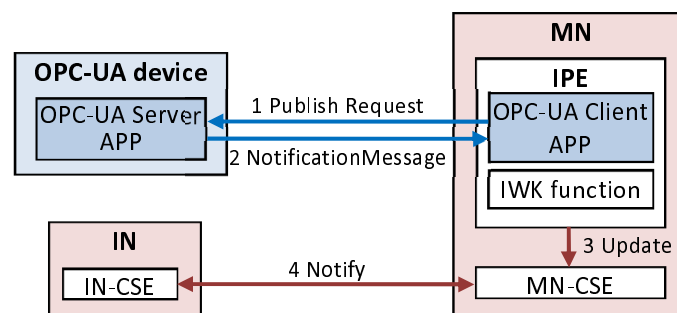 MN
OPC-UA device
IPE
OPC-UA Server
APP
1 Publish Request
OPC-UA Client
APP
2 NotificationMessage
IWK function
IN
3 Update
4 Notify
IN-CSE
MN-CSE